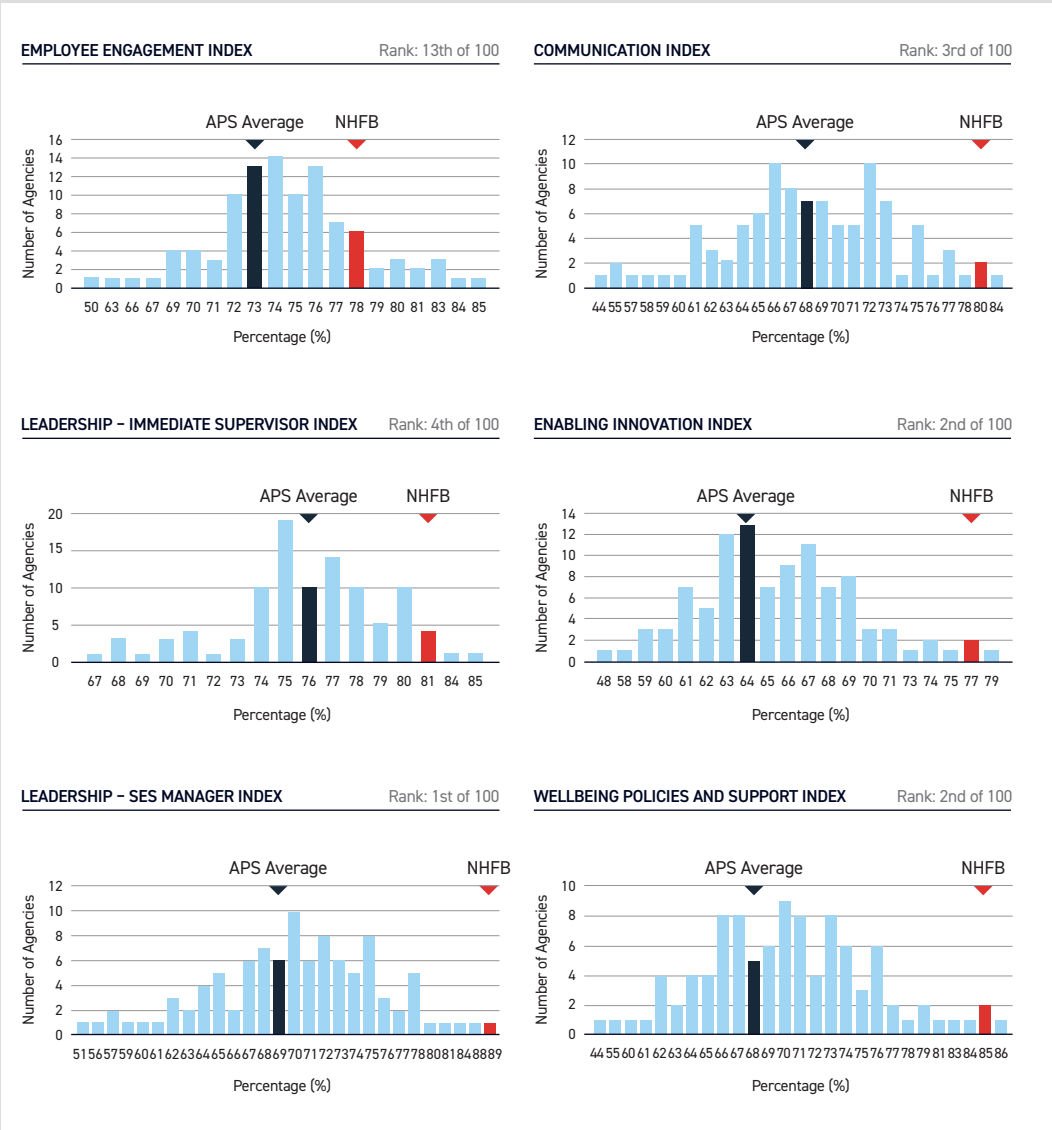 EMPLOYEE ENGAGEMENT INDEX Rank: 13th of 100
APS Average NHFB
Number of Agencies
16
14
12
10
8
6
4
2
0
50 63 66 67 69 70 71 72 73 74 75 76 77 78 79 80 81 83 84 85
Percentage (%)
COMMUNICATION INDEX Rank: 3rd of 100
APS Average NHFB
Number of Agencies
12
10
8
6
4
2
0
44 55 57 58 59 60 61 62 63 64 65 66 67 68 69 70 71 72 73 74 75 76 77 78 80 84
Percentage (%)
LEADERSHIP – IMMEDIATE SUPERVISOR INDEX Rank: 4th of 100
APS Average NHFB
Number of Agencies
20
15
10
5
0
67 68 69 70 71 72 73 74 75 76 77 78 79 80 81 84 85
Percentage (%)
ENABLING INNOVATION INDEX Rank: 2nd of 100
APS Average NHFB
Number of Agencies
14
12
10
8
6
4
2
0
48 58 59 60 61 62 63 64 65 66 67 68 69 70 71 73 74 75 77 79
Percentage (%)
LEADERSHIP – SES MANAGER INDEX Rank: 1st of 100
APS Average NHFB
Number of Agencies
12
10
8
6
4
2
0
51 56 57 59 60 61 62 63 64 65 66 67 68 69 70 71 72 73 74 75 76 77 78 80 81 84 88 89
Percentage (%)
WELLBEING POLICIES AND SUPPORT INDEX Rank: 2nd of 100
APS Average NHFB
Number of Agencies
10
8
6
4
2
0
44 55 60 61 62 63 64 65 66 67 68 69 70 71 72 73 74 75 76 77 78 79 81 83 84 85 86
Percentage (%)